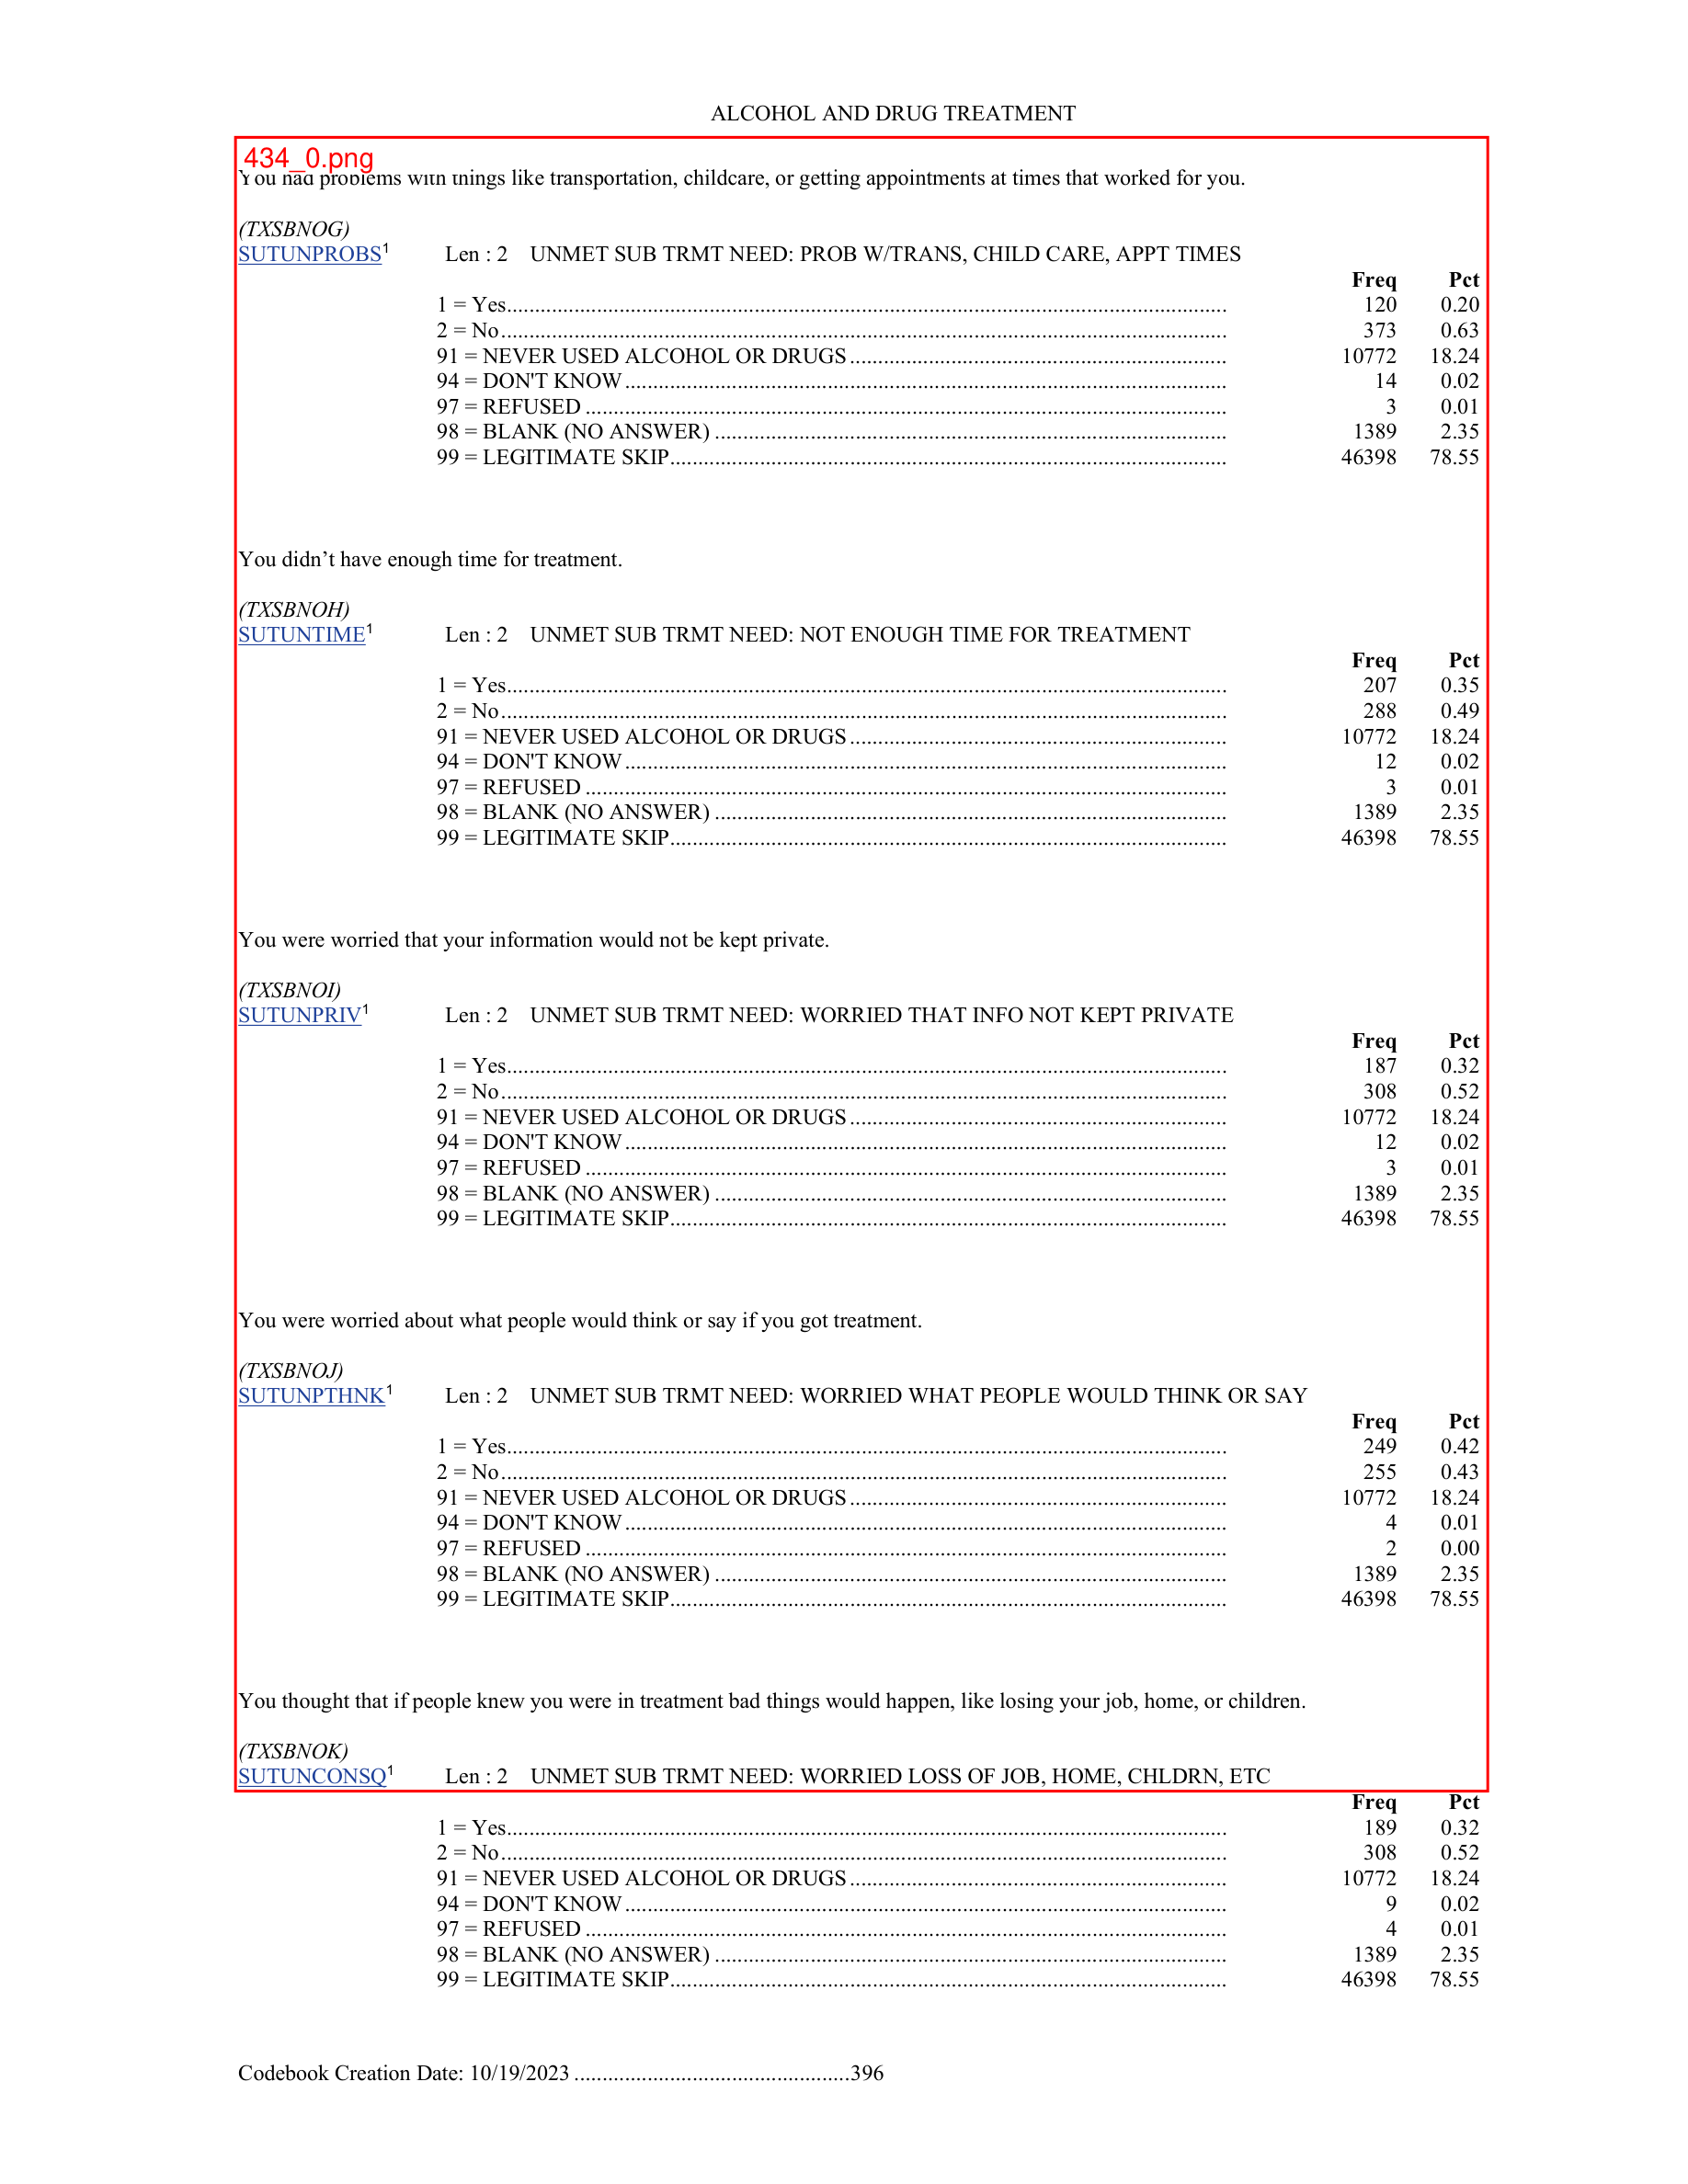 ALCOHOL AND DRUG TREATMENT
434_0.png
You had problems with things like transportation, childcare, or getting appointments at times that worked for you.
(TXSBNOG)
SUTUNPROBS1 Len : 2 UNMET SUB TRMT NEED: PROB W/TRANS, CHILD CARE, APPT TIMES
Freq Pct
1 = Yes 120 0.20
2 = No 373 0.63
91 = NEVER USED ALCOHOL OR DRUGS 10772 18.24
94 = DON'T KNOW 14 0.02
97 = REFUSED 3 0.01
98 = BLANK (NO ANSWER) 1389 2.35
99 = LEGITIMATE SKIP 46398 78.55
You didn’t have enough time for treatment.
(TXSBNOH)
SUTUNTIME1 Len : 2 UNMET SUB TRMT NEED: NOT ENOUGH TIME FOR TREATMENT
Freq Pct
1 = Yes 207 0.35
2 = No 288 0.49
91 = NEVER USED ALCOHOL OR DRUGS 10772 18.24
94 = DON'T KNOW 12 0.02
97 = REFUSED 3 0.01
98 = BLANK (NO ANSWER) 1389 2.35
99 = LEGITIMATE SKIP 46398 78.55
You were worried that your information would not be kept private.
(TXSBNOI)
SUTUNPRIV1 Len : 2 UNMET SUB TRMT NEED: WORRIED THAT INFO NOT KEPT PRIVATE
Freq Pct
1 = Yes 187 0.32
2 = No 308 0.52
91 = NEVER USED ALCOHOL OR DRUGS 10772 18.24
94 = DON'T KNOW 12 0.02
97 = REFUSED 3 0.01
98 = BLANK (NO ANSWER) 1389 2.35
99 = LEGITIMATE SKIP 46398 78.55
You were worried about what people would think or say if you got treatment.
(TXSBNOJ)
SUTUNPTHNK1 Len : 2 UNMET SUB TRMT NEED: WORRIED WHAT PEOPLE WOULD THINK OR SAY
Freq Pct
1 = Yes 249 0.42
2 = No 255 0.43
91 = NEVER USED ALCOHOL OR DRUGS 10772 18.24
94 = DON'T KNOW 4 0.01
97 = REFUSED 2 0.00
98 = BLANK (NO ANSWER) 1389 2.35
99 = LEGITIMATE SKIP 46398 78.55
You thought that if people knew you were in treatment bad things would happen, like losing your job, home, or children.
(TXSBNOK)
SUTUNCONSQ1 Len : 2 UNMET SUB TRMT NEED: WORRIED LOSS OF JOB, HOME, CHLDRN, ETC
Freq Pct
1 = Yes 189 0.32
2 = No 308 0.52
91 = NEVER USED ALCOHOL OR DRUGS 10772 18.24
94 = DON'T KNOW 9 0.02
97 = REFUSED 4 0.01
98 = BLANK (NO ANSWER) 1389 2.35
99 = LEGITIMATE SKIP 46398 78.55
Codebook Creation Date: 10/19/2023 396